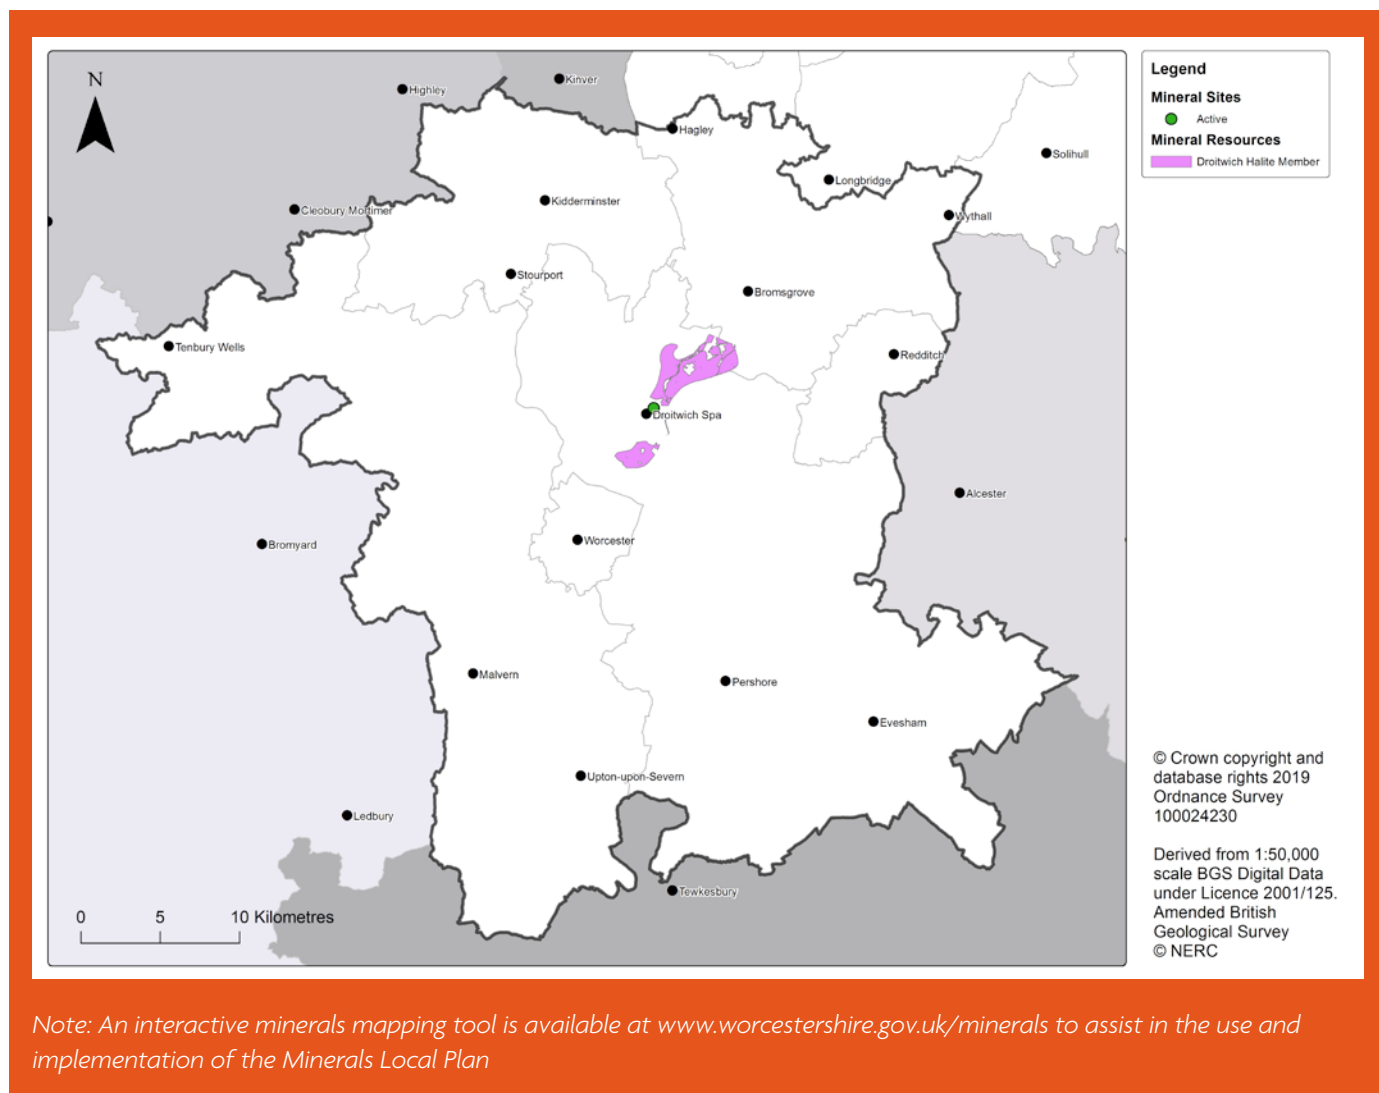 N
Kinver
Highley
Hagley
Solihull
Longbridge
Kidderminster
Cleobury Mortimer
Wythall
Stourport
Bromsgrove
Tenbury Wells
Redditch
Droitwich Spa
Alcester
Worcester
Bromyard
Malvern
Pershore
Evesham
Upton-upon-Severn
Ledbury
Tewkesbury
0 5 10 Kilometres
Legend
Mineral Sites
Active
Mineral Resources
Droitwich Halite Member
© Crown copyright and
database rights 2019
Ordnance Survey
100024230
Derived from 1:50,000
scale BGS Digital Data
under Licence 2001/125.
Amended British
Geological Survey
© NERC
Note: An interactive minerals mapping tool is available at www.worcestershire.gov.uk/minerals to assist in the use and
implementation of the Minerals Local Plan